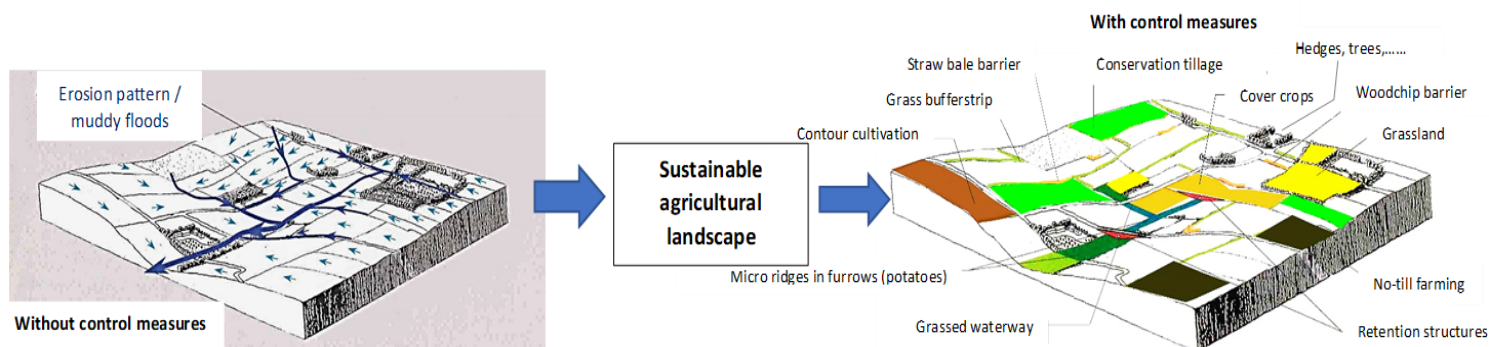 Erosion pattern /
muddy floods
Without control measures
Sustainable
agricultural
landscape
With control measures
Hedges, trees,......
Straw bale barrier
Conservation tillage
Grass bufferstrip
Cover crops
Woodchip barrier
Contour cultivation
Grassland
Micro ridges in furrows (potatoes)
No-till farming
Grassed waterway
Retention structures